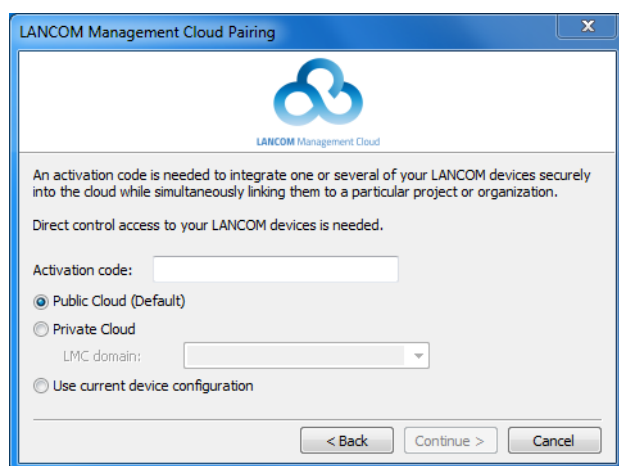 LANCOM Management Cloud Pairing
LANCOM Management Cloud
An activation code is needed to integrate one or several of your LANCOM devices securely
into the cloud while simultaneously linking them to a particular project or organization.
Direct control access to your LANCOM devices is needed.
Activation code:
Public Cloud (Default)
Private Cloud
LMC domain:
Use current device configuration
< Back Continue > Cancel